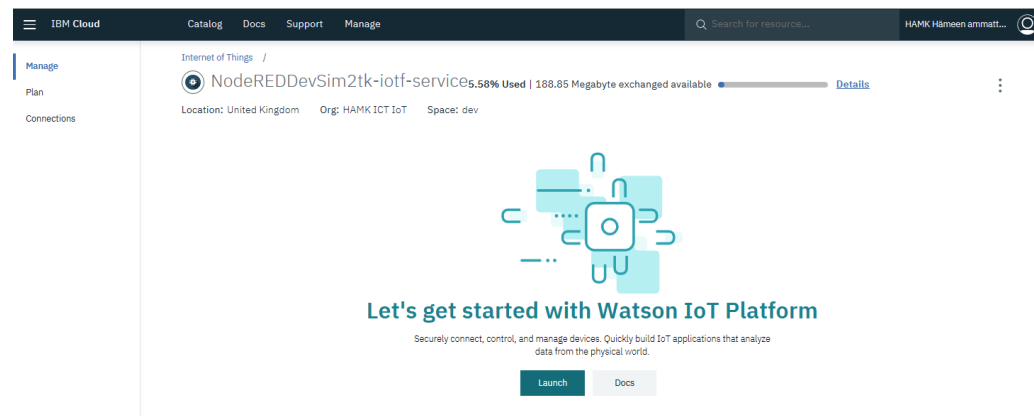 IBM Cloud Catalog Docs Support Manage Search for resource... HAMK Hämeen ammatt...
Manage
Plan
Connections
Internet of Things /
NodeREDDevSim2tk-iotf-service 5.58% Used | 188.85 Megabyte exchanged available Details
Location: United Kingdom Org: HAMK ICT IoT Space: dev
Let's get started with Watson IoT Platform
Securely connect, control, and manage devices. Quickly build IoT applications that analyze
data from the physical world.
Launch Docs